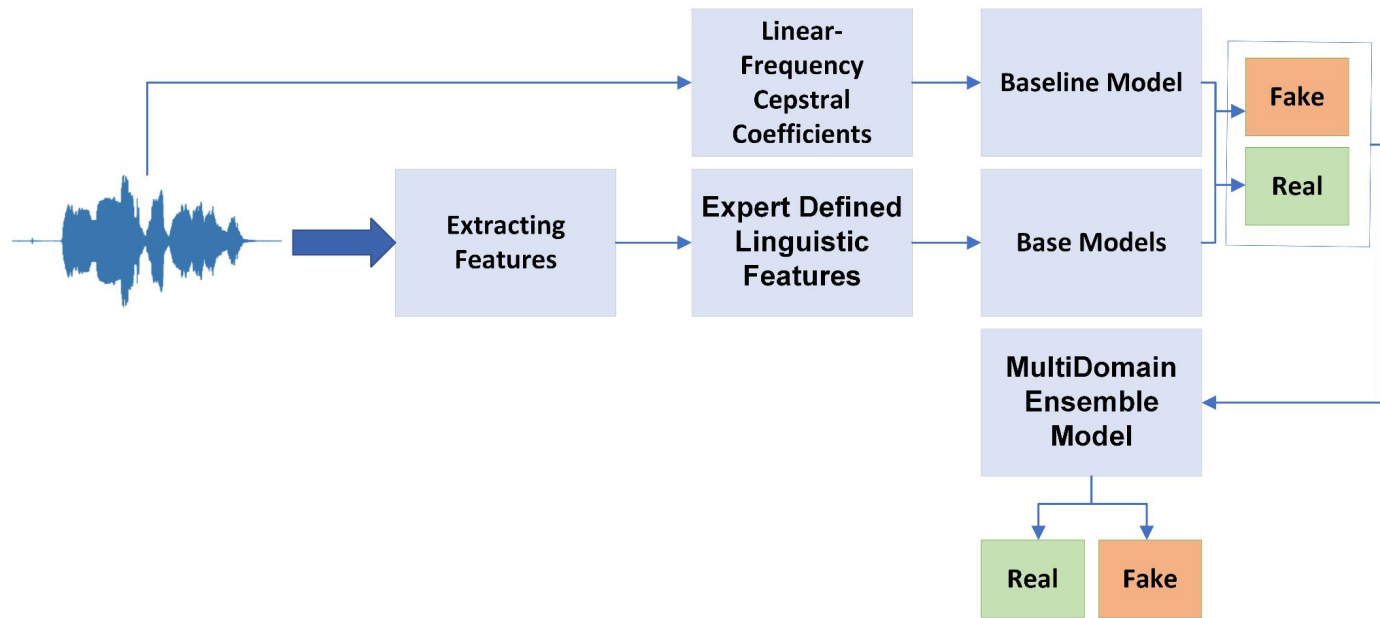 Linear-
Frequency
Cepstral
Coefficients
Baseline Model
Fake
Real
Extracting
Features
Expert Defined
Linguistic
Features
Base Models
MultiDomain
Ensemble
Model
Real
Fake